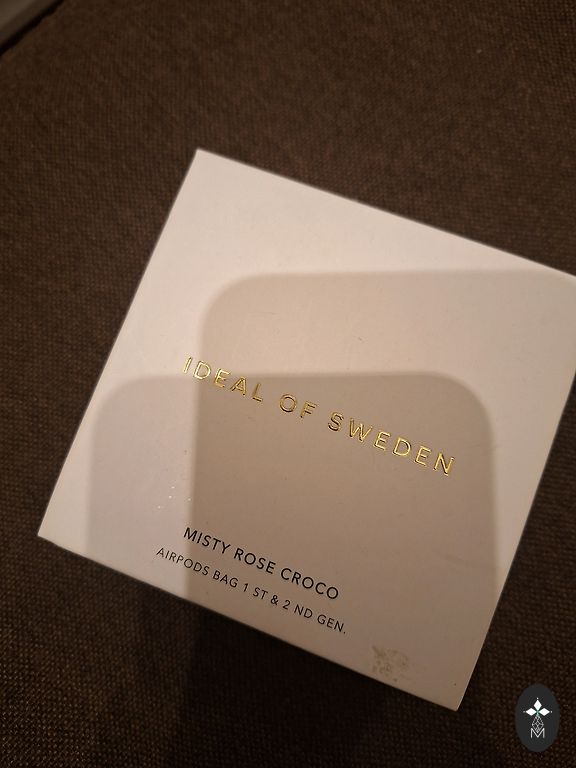 IDEAL OF SWEDEN
MISTY ROSE CROCO
AIRPODS BAG 1 ST & 2 ND GEN.
M